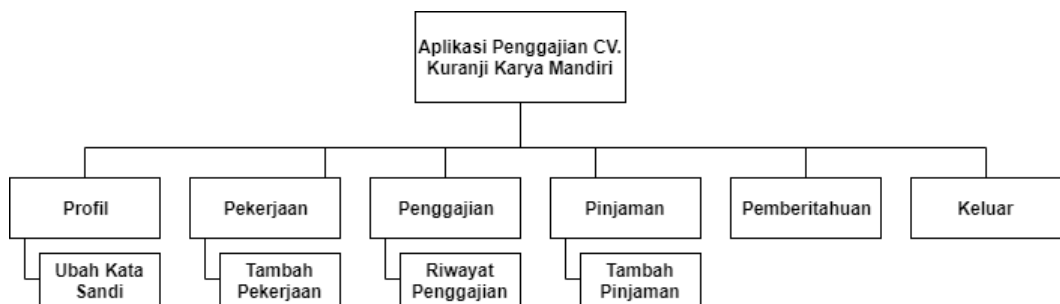 Aplikasi Penggajian CV.
Kuranji Karya Mandiri
Profil
Pekerjaan
Penggajian
Pinjaman
Pemberitahuan
Keluar
Ubah Kata
Sandi
Tambah
Pekerjaan
Riwayat
Penggajian
Tambah
Pinjaman